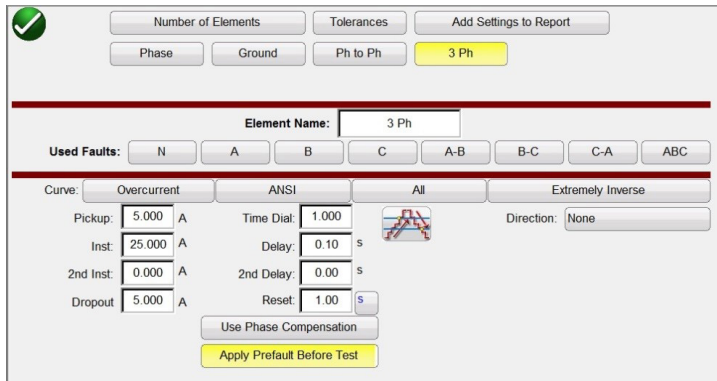 Number of Elements Tolerances Add Settings to Report
Phase Ground Ph to Ph 3 Ph
Element Name: 3 Ph
Used Faults: N A B C A-B B-C C-A ABC
Curve: Overcurrent ANSI All Extremely Inverse
Pickup: 5.000 A Time Dial: 1.000 Direction: None
Inst: 25.000 A Delay: 0.10 s
2nd Inst: 0.000 A 2nd Delay: 0.00 s
Dropout 5.000 A Reset: 1.00 s
Use Phase Compensation
Apply Prefault Before Test